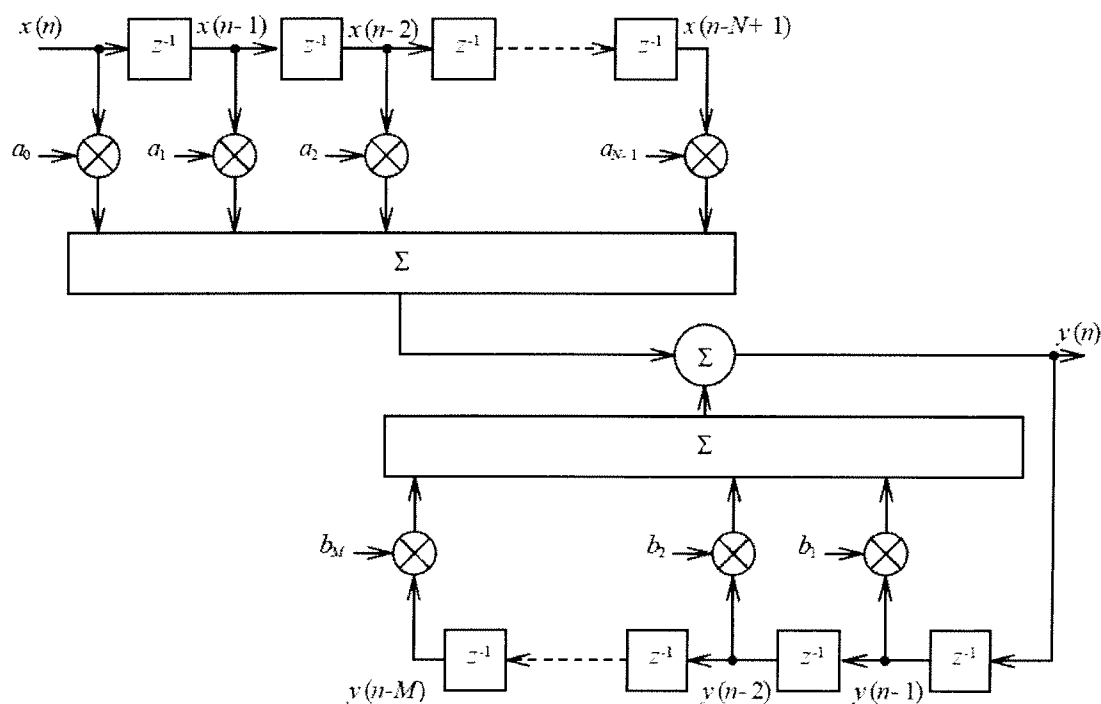 x(n) x(n-1) x(n-2) x(n-N+1)
z⁻¹ z⁻¹ z⁻¹ z⁻¹
a₀ a₁ a₂ a_{N-1}
Σ
Σ y(n)
Σ
b_M b₂ b₁
z⁻¹ z⁻¹ z⁻¹ z⁻¹
y(n-M) y(n-2) y(n-1)